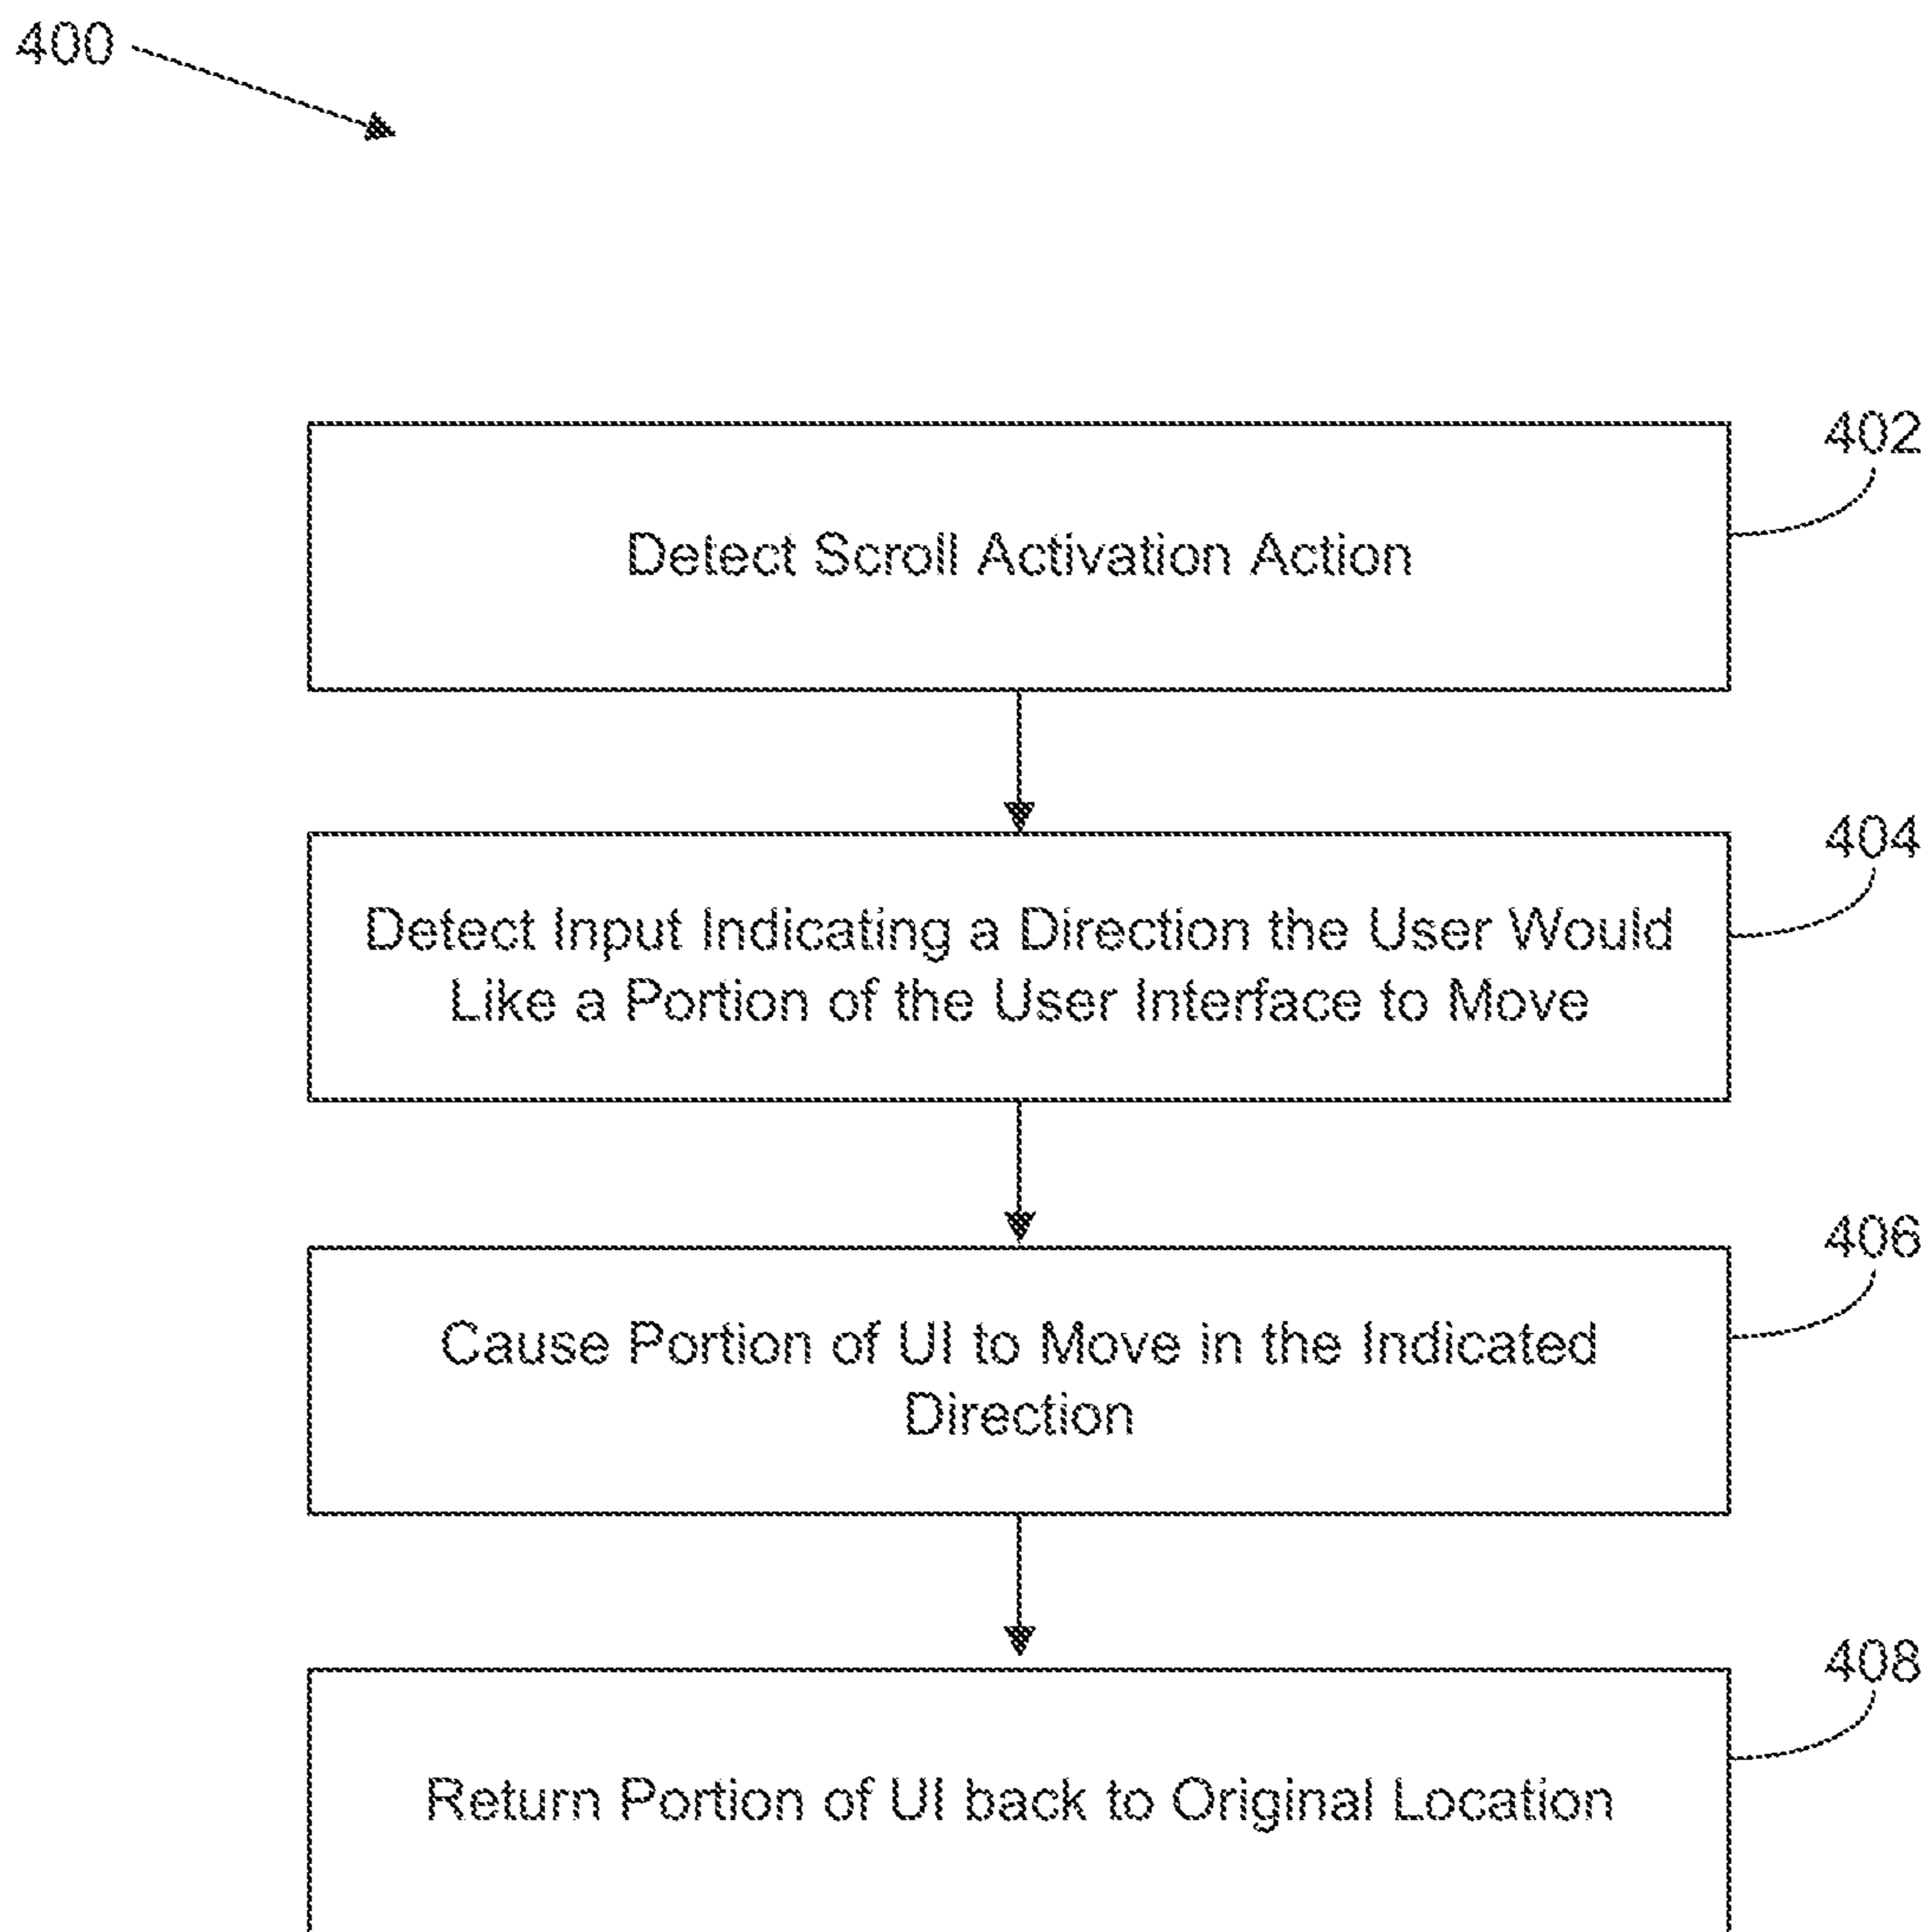 400
402
Detect Scroll Activation Action
404
Detect Input Indicating a Direction the User Would
Like a Portion of the User Interface to Move
406
Cause Portion of UI to Move in the Indicated
Direction
408
Return Portion of UI back to Original Location